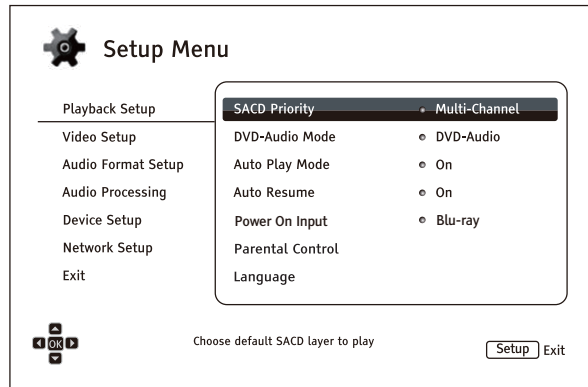 Setup Menu
Playback Setup
Video Setup
Audio Format Setup
Audio Processing
Device Setup
Network Setup
Exit
SACD Priority Multi-Channel
DVD-Audio Mode DVD-Audio
Auto Play Mode On
Auto Resume On
Power On Input Blu-ray
Parental Control
Language
OK
Choose default SACD layer to play
Setup Exit